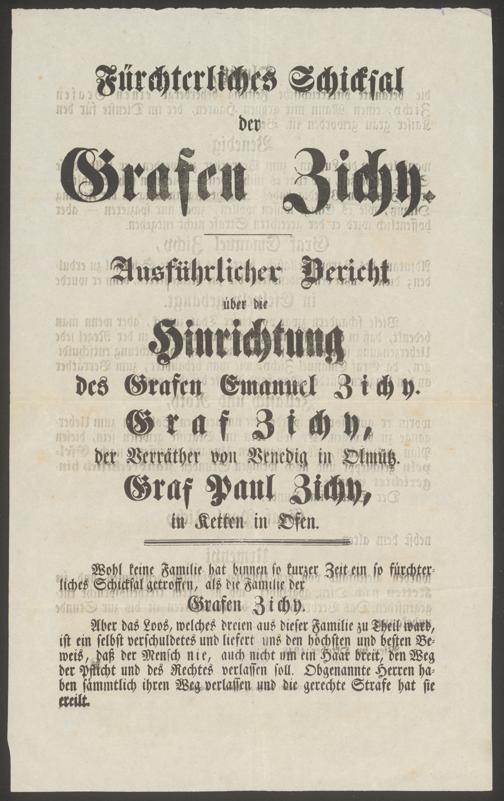 Fürchterliches Schicksal
der
Grafen Zichy.
Ausführlicher Bericht
über die
Hinrichtung
des Grafen Emanuel Zichy.
Graf Zichy,
der Verräther von Venedig in Olmütz.
Graf Paul Zichy,
in Ketten in Ofen.
Wohl keine Familie hat binnen so kurzer Zeit ein so fürchter-
liches Schicksal getroffen, als die Familie der
Grafen Zichy.
Aber das Loos, welches dreien aus dieser Familie zu Theil ward,
ist ein selbst verschuldetes und liefert uns den höchsten und besten Be-
weis, daß der Mensch nie, auch nicht um ein Haar breit, den Weg
der Pflicht und des Rechtes verlassen soll. Obgenannte Herren ha-
ben sämmtlich ihren Weg verlassen und die gerechte Strafe hat sie
ereilt.